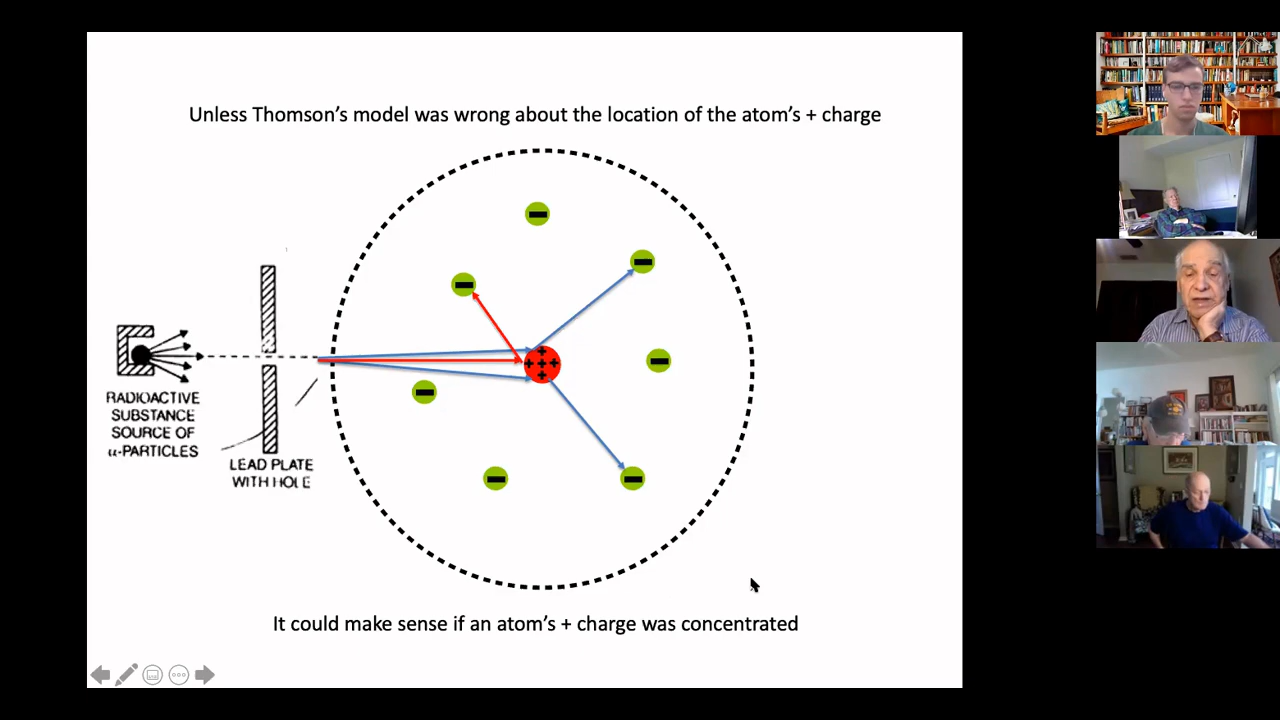 Unless Thomson's model was wrong about the location of the atom's + charge
RADIOACTIVE
SUBSTANCE
SOURCE OF
α-PARTICLES
LEAD PLATE
WITH HOLE
It could make sense if an atom's + charge was concentrated